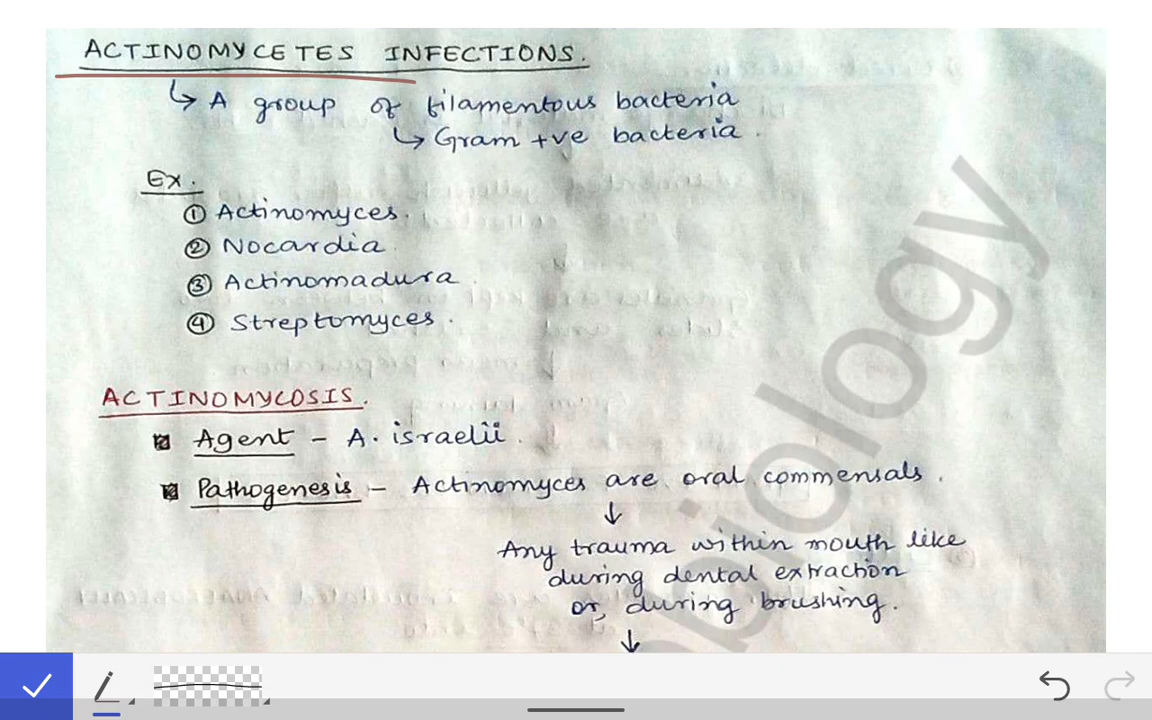 ACTINOMYCETES INFECTIONS.
↳ A group of filamentous bacteria
↳ Gram +ve bacteria.
Ex.
① Actinomyces.
② Nocardia.
③ Actinomadura.
④ Streptomyces.
ACTINOMYCOSIS.
Agent - A. israelii.
Pathogenesis - Actinomyces are oral commensals.
↓
Any trauma within mouth like
during dental extraction
or, during brushing.
↓
biology